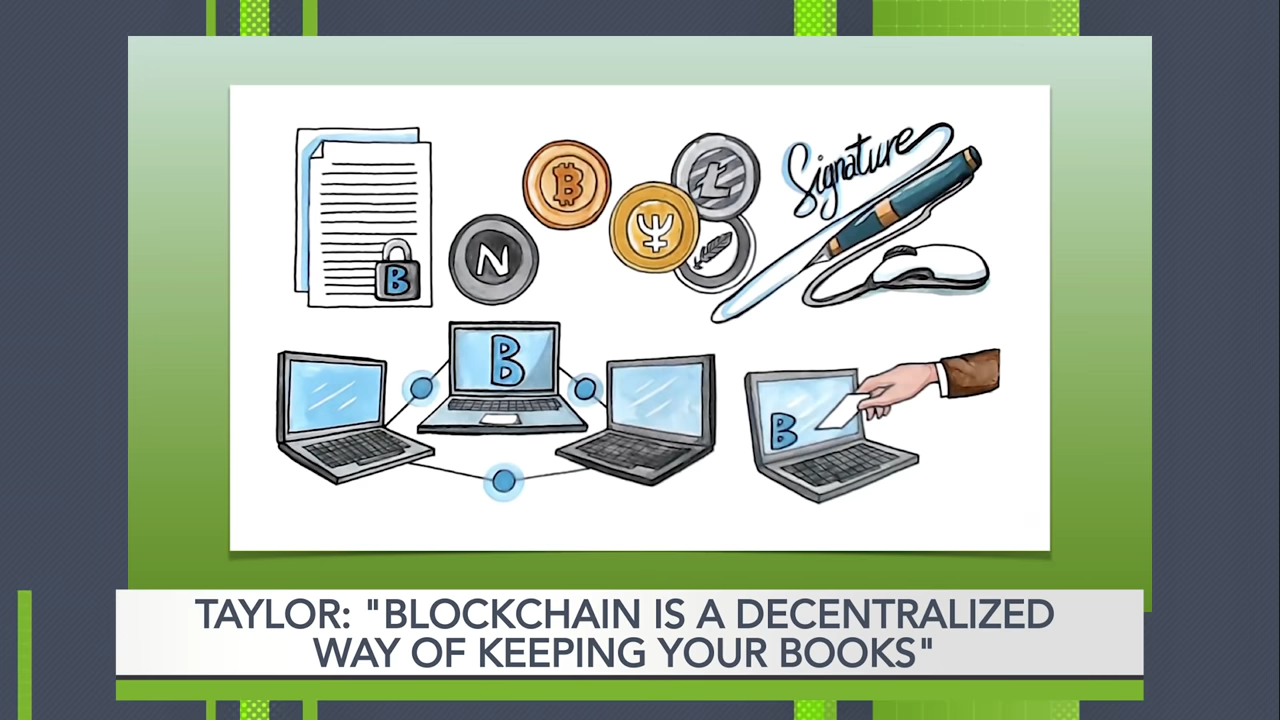 Signature
B
N
B
B
B
TAYLOR: "BLOCKCHAIN IS A DECENTRALIZED
WAY OF KEEPING YOUR BOOKS"